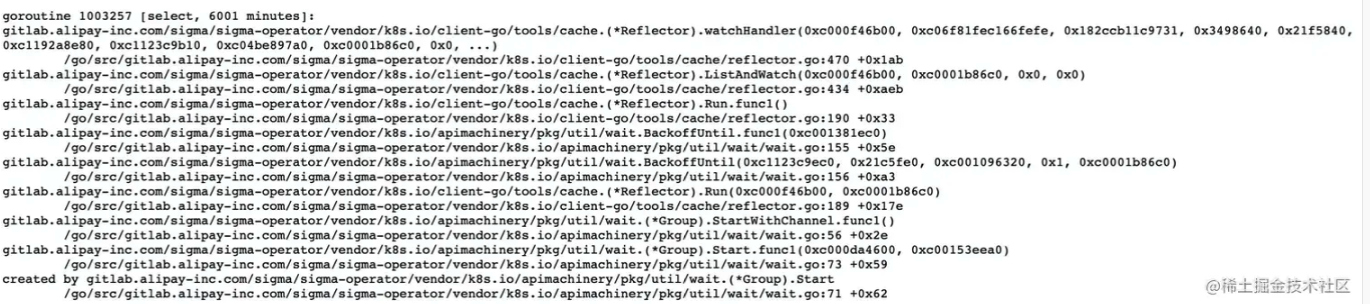 goroutine 1003257 [select, 6001 minutes]:
gitlab.alipay-inc.com/sigma/sigma-operator/vendor/k8s.io/client-go/tools/cache.(*Reflector).watchHandler(0xc000f46b00, 0xc06f81fec166fefe, 0x182ccb11c9731, 0x3498640, 0x21f5840,
0xc1192a8e80, 0xc1123c9b10, 0xc04be897a0, 0xc0001b86c0, 0x0, ...)
/go/src/gitlab.alipay-inc.com/sigma/sigma-operator/vendor/k8s.io/client-go/tools/cache/reflector.go:470 +0x1ab
gitlab.alipay-inc.com/sigma/sigma-operator/vendor/k8s.io/client-go/tools/cache.(*Reflector).ListAndWatch(0xc000f46b00, 0xc0001b86c0, 0x0, 0x0)
/go/src/gitlab.alipay-inc.com/sigma/sigma-operator/vendor/k8s.io/client-go/tools/cache/reflector.go:434 +0xaeb
gitlab.alipay-inc.com/sigma/sigma-operator/vendor/k8s.io/client-go/tools/cache.(*Reflector).Run.func1()
/go/src/gitlab.alipay-inc.com/sigma/sigma-operator/vendor/k8s.io/client-go/tools/cache/reflector.go:190 +0x33
gitlab.alipay-inc.com/sigma/sigma-operator/vendor/k8s.io/apimachinery/pkg/util/wait.BackoffUntil.func1(0xc001381ec0)
/go/src/gitlab.alipay-inc.com/sigma/sigma-operator/vendor/k8s.io/apimachinery/pkg/util/wait/wait.go:155 +0x5e
gitlab.alipay-inc.com/sigma/sigma-operator/vendor/k8s.io/apimachinery/pkg/util/wait.BackoffUntil(0xc1123c9ec0, 0x21c5fe0, 0xc001096320, 0x1, 0xc0001b86c0)
/go/src/gitlab.alipay-inc.com/sigma/sigma-operator/vendor/k8s.io/apimachinery/pkg/util/wait/wait.go:156 +0xa3
gitlab.alipay-inc.com/sigma/sigma-operator/vendor/k8s.io/client-go/tools/cache.(*Reflector).Run(0xc000f46b00, 0xc0001b86c0)
/go/src/gitlab.alipay-inc.com/sigma/sigma-operator/vendor/k8s.io/client-go/tools/cache/reflector.go:189 +0x17e
gitlab.alipay-inc.com/sigma/sigma-operator/vendor/k8s.io/apimachinery/pkg/util/wait.(*Group).StartWithChannel.func1()
/go/src/gitlab.alipay-inc.com/sigma/sigma-operator/vendor/k8s.io/apimachinery/pkg/util/wait/wait.go:56 +0x2e
gitlab.alipay-inc.com/sigma/sigma-operator/vendor/k8s.io/apimachinery/pkg/util/wait.(*Group).Start.func1(0xc000da4600, 0xc00153eea0)
/go/src/gitlab.alipay-inc.com/sigma/sigma-operator/vendor/k8s.io/apimachinery/pkg/util/wait/wait.go:73 +0x59
created by gitlab.alipay-inc.com/sigma/sigma-operator/vendor/k8s.io/apimachinery/pkg/util/wait.(*Group).Start
/go/src/gitlab.alipay-inc.com/sigma/sigma-operator/vendor/k8s.io/apimachinery/pkg/util/wait/wait.go:71 +0x62
@稀土掘金技术社区